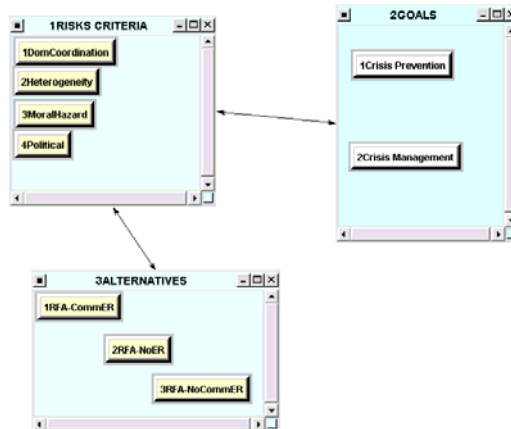 1RISKS CRITERIA
1DomCoordination
2Heterogeneity
3MoralHazard
4Political
2GOALS
1Crisis Prevention
2Crisis Management
3ALTERNATIVES
1RFA-CommER
2RFA-NoER
3RFA-NoCommER